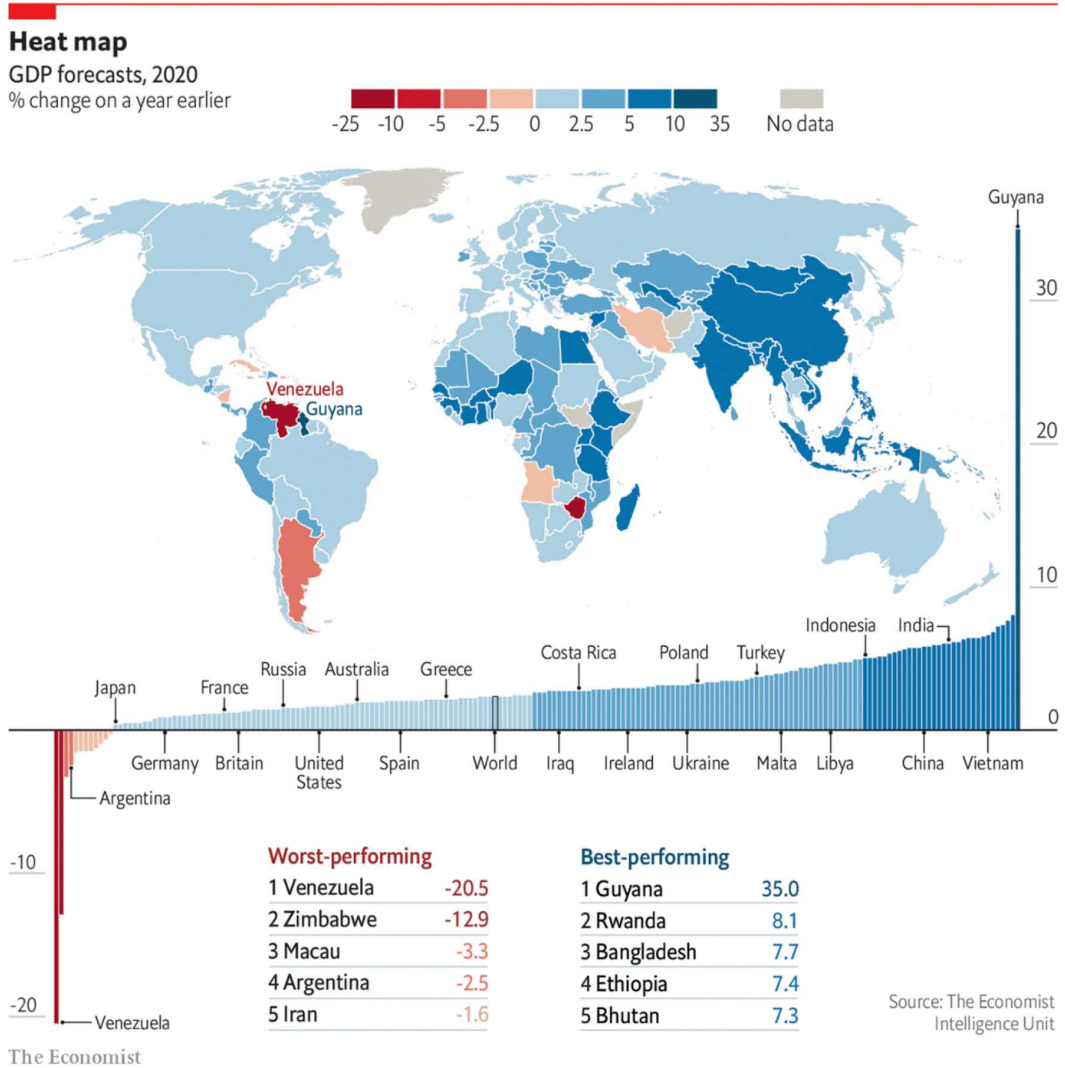 Heat map
GDP forecasts, 2020
% change on a year earlier
-25 -10 -5 -2.5 0 2.5 5 10 35 No data
Guyana
30
Venezuela
Guyana
20
10
Indonesia India
Costa Rica Poland Turkey
Russia Australia Greece
Japan France
0
Germany Britain United States Spain World Iraq Ireland Ukraine Malta Libya China Vietnam
Argentina
-10
Worst-performing
1 Venezuela -20.5
2 Zimbabwe -12.9
3 Macau -3.3
4 Argentina -2.5
5 Iran -1.6
Best-performing
1 Guyana 35.0
2 Rwanda 8.1
3 Bangladesh 7.7
4 Ethiopia 7.4
5 Bhutan 7.3
-20
Venezuela
Source: The Economist
Intelligence Unit
The Economist